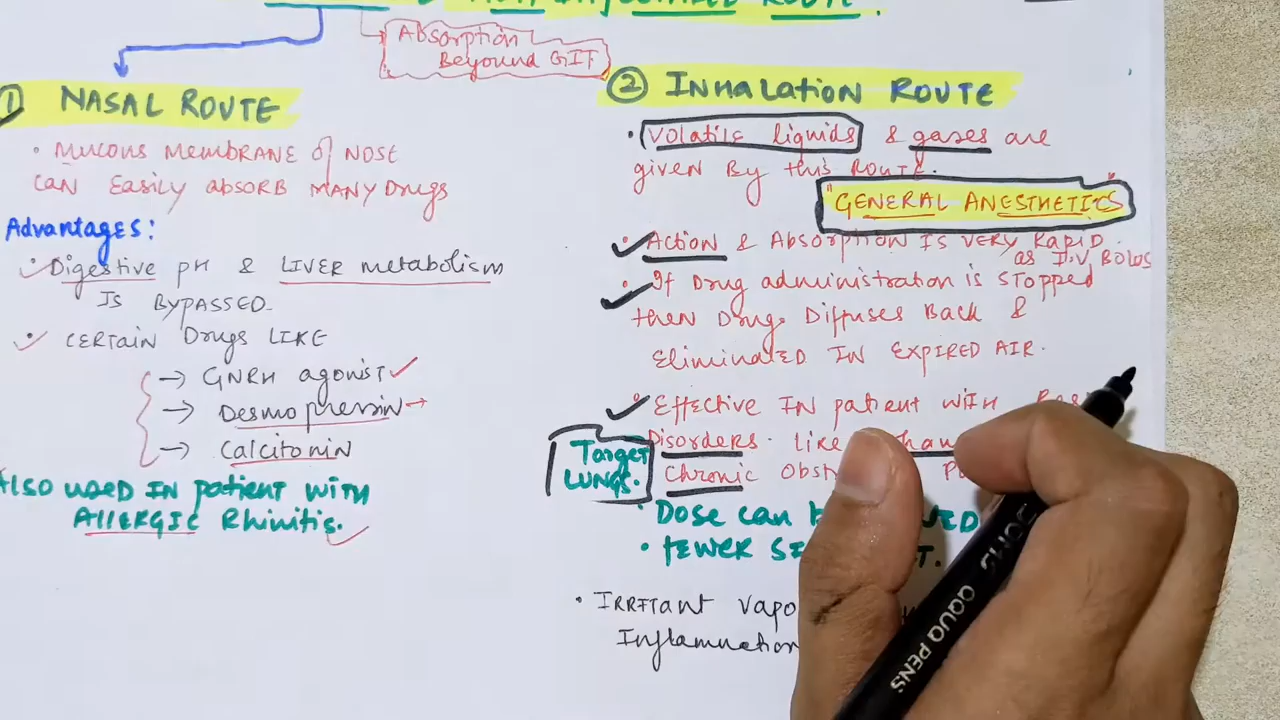 ROUTE.
Absorption
Beyound GIT
① NASAL ROUTE
• Mucous MEMBRANE of NOSE
CAN EASily ABSORB MANY Drugs
Advantages:
• Digestive pH & LIVER metabolism
Is BYPASSED.
• CERTAIN Drugs LIKE
→ GNRH agonist
→ Desmopressin →
→ Calcitonin
Also used IN patient with
ALLERGIC Rhinitis.
② INHALATION ROUTE
• Volatile liquids & gases are
given By this Route.
"GENERAL ANESTHETICS"
• Action & Absorption Is VERY Rapid
as I.V Bolus
• If Drug administration is stopped
then Drug Diffuses Back &
Eliminated IN EXPIRED AIR.
• Effective IN patient with
Disorders. like
Chronic
Target
LUNGS.
• Dose can
• fewer
• IRRITANT
Inflammation
AQUA PENS